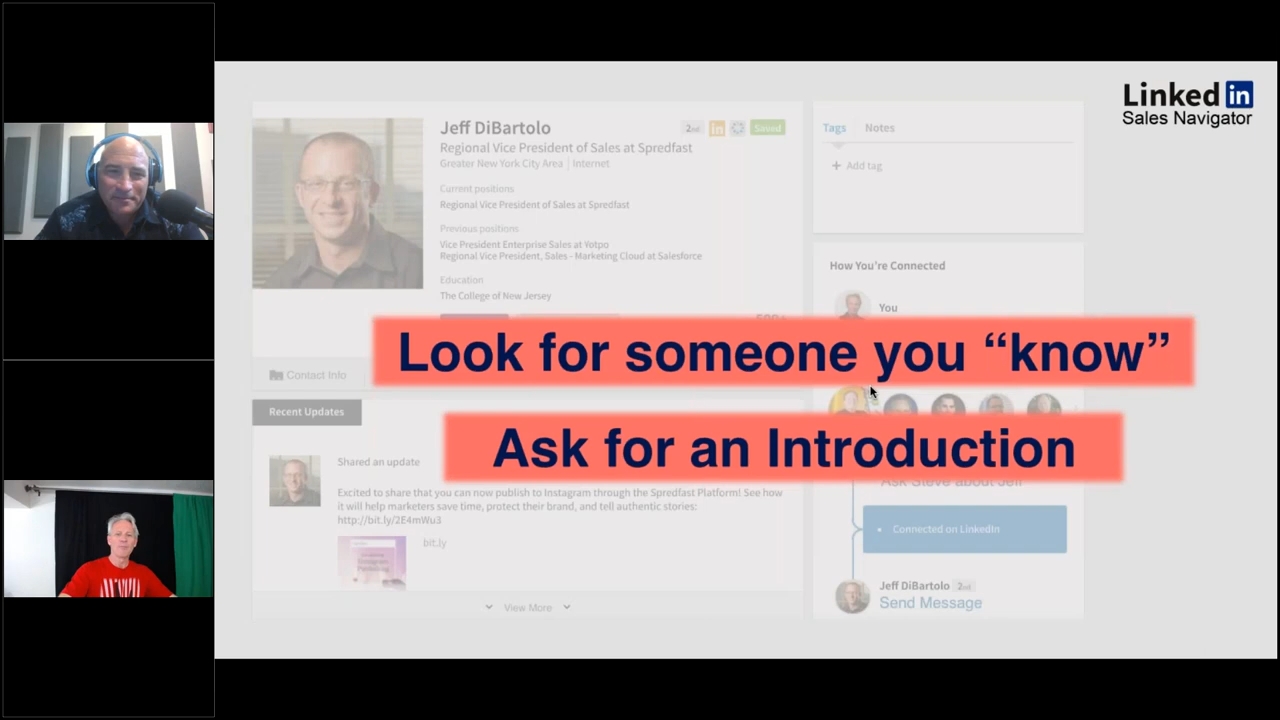 Linked in
Sales Navigator
Jeff DiBartolo
2nd
in
Saved
Regional Vice President of Sales at Spredfast
Greater New York City Area | Internet
Current positions
Regional Vice President of Sales at Spredfast
Previous positions
Vice President Enterprise Sales at Yotpo
Regional Vice President, Sales - Marketing Cloud at Salesforce
Education
The College of New Jersey
Contact Info
Tags Notes
+ Add tag
How You're Connected
You
Look for someone you “know”
Ask for an Introduction
Recent Updates
Shared an update
Excited to share that you can now publish to Instagram through the Spredfast Platform! See how
it will help marketers save time, protect their brand, and tell authentic stories:
http://bit.ly/2E4mWu3
bit.ly
View More
Ask Steve about Jeff
• Connected on LinkedIn
Jeff DiBartolo 2nd
Send Message